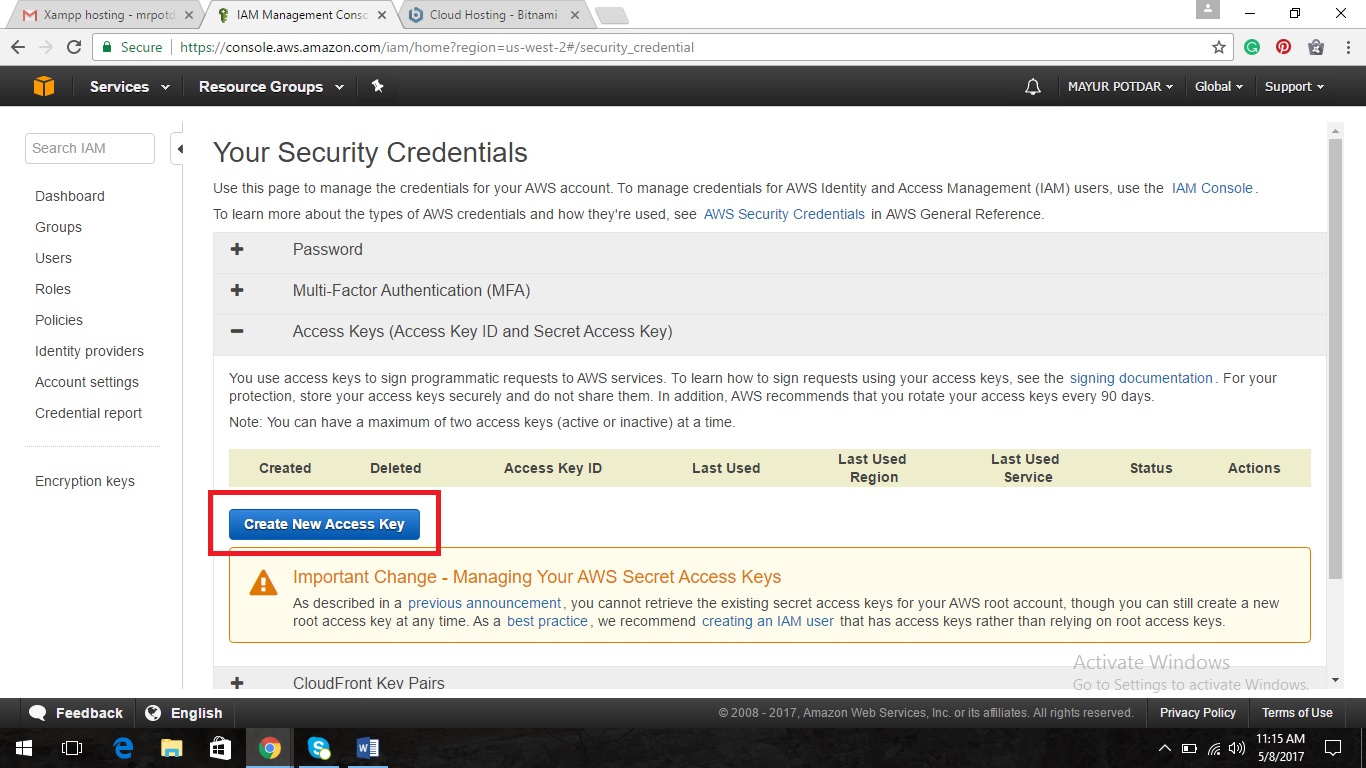 Xampp hosting - mrpotd
IAM Management Conso
Cloud Hosting - Bitnami
Secure
https://console.aws.amazon.com/iam/home?region=us-west-2#/security_credential
Services
Resource Groups
MAYUR POTDAR
Global
Support
Search IAM
Dashboard
Groups
Users
Roles
Policies
Identity providers
Account settings
Credential report
Encryption keys
Your Security Credentials
Use this page to manage the credentials for your AWS account. To manage credentials for AWS Identity and Access Management (IAM) users, use the IAM Console.
To learn more about the types of AWS credentials and how they're used, see AWS Security Credentials in AWS General Reference.
+ Password
+ Multi-Factor Authentication (MFA)
− Access Keys (Access Key ID and Secret Access Key)
You use access keys to sign programmatic requests to AWS services. To learn how to sign requests using your access keys, see the signing documentation. For your
protection, store your access keys securely and do not share them. In addition, AWS recommends that you rotate your access keys every 90 days.
Note: You can have a maximum of two access keys (active or inactive) at a time.
Created Deleted Access Key ID Last Used Last Used Region Last Used Service Status Actions
Create New Access Key
Important Change - Managing Your AWS Secret Access Keys
As described in a previous announcement, you cannot retrieve the existing secret access keys for your AWS root account, though you can still create a new
root access key at any time. As a best practice, we recommend creating an IAM user that has access keys rather than relying on root access keys.
+ CloudFront Key Pairs
Activate Windows
Go to Settings to activate Windows.
Feedback
English
© 2008 - 2017, Amazon Web Services, Inc. or its affiliates. All rights reserved.
Privacy Policy
Terms of Use
11:15 AM
5/8/2017